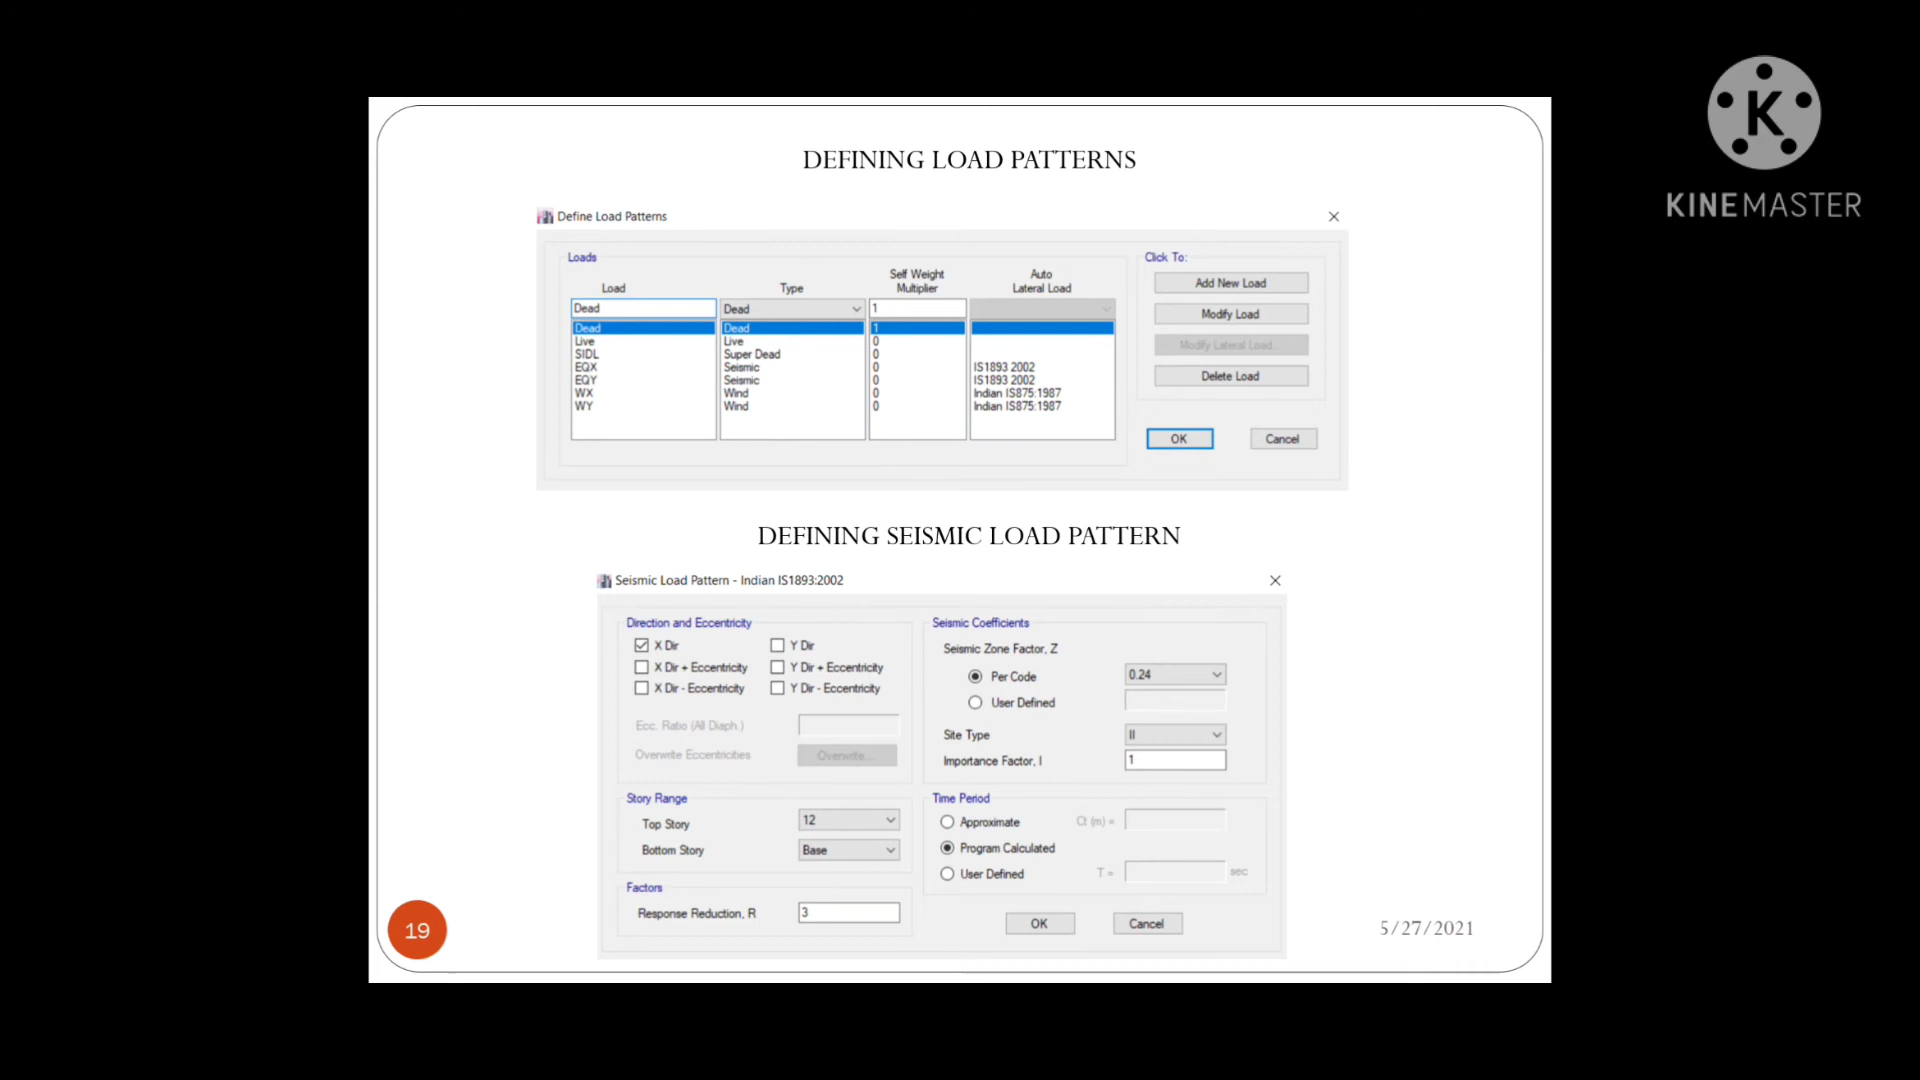 K
KINEMASTER
DEFINING LOAD PATTERNS
Define Load Patterns
Loads
Click To:
Load Type Self Weight Multiplier Auto Lateral Load
Dead Dead 1
Dead Dead 1
Live Live 0
SIDL Super Dead 0
EQX Seismic 0 IS1893 2002
EQY Seismic 0 IS1893 2002
WX Wind 0 Indian IS875:1987
WY Wind 0 Indian IS875:1987
Add New Load
Modify Load
Modify Lateral Load...
Delete Load
OK Cancel
DEFINING SEISMIC LOAD PATTERN
Seismic Load Pattern - Indian IS1893:2002
Direction and Eccentricity
X Dir Y Dir
X Dir + Eccentricity Y Dir + Eccentricity
X Dir - Eccentricity Y Dir - Eccentricity
Ecc. Ratio (All Diaph.)
Overwrite Eccentricities Overwrite...
Story Range
Top Story 12
Bottom Story Base
Factors
Response Reduction, R 3
Seismic Coefficients
Seismic Zone Factor, Z
Per Code 0.24
User Defined
Site Type II
Importance Factor, I 1
Time Period
Approximate Ct (m) =
Program Calculated
User Defined T = sec
OK Cancel
19
5/27/2021